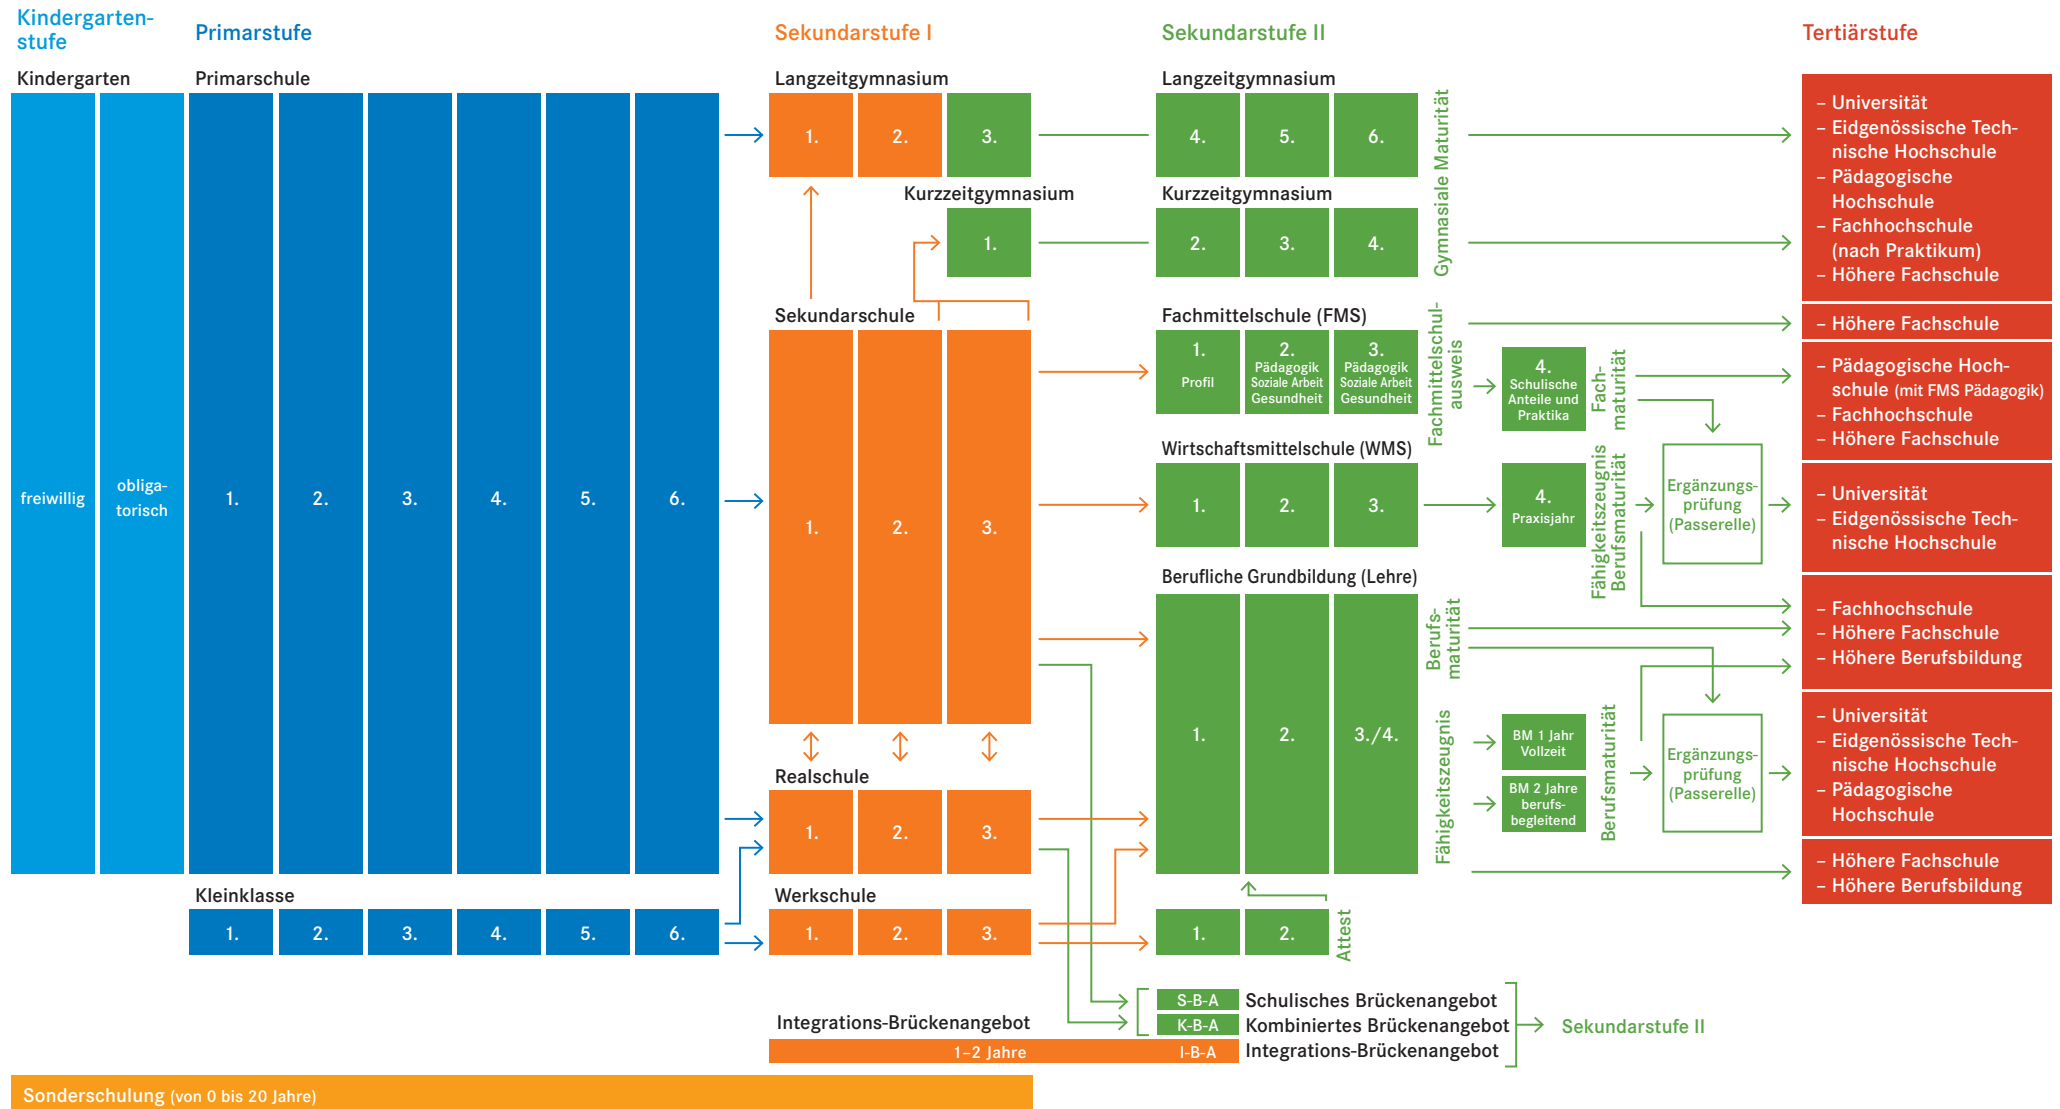 Kindergarten-
stufe
Primarstufe
Sekundarstufe I
Sekundarstufe II
Tertiärstufe
Kindergarten
freiwillig
obliga-
torisch
Primarschule
1. 2. 3. 4. 5. 6.
Kleinklasse
1. 2. 3. 4. 5. 6.
Langzeitgymnasium
1. 2. 3.
Kurzzeitgymnasium
1.
Sekundarschule
1. 2. 3.
Realschule
1. 2. 3.
Werkschule
1. 2. 3.
Integrations-Brückenangebot
1–2 Jahre
I-B-A
Integrations-Brückenangebot
Sonderschulung (von 0 bis 20 Jahre)
Langzeitgymnasium
4. 5. 6.
Kurzzeitgymnasium
2. 3. 4.
Gymnasiale Maturität
Fachmittelschule (FMS)
1.
Profil
2.
Pädagogik
Soziale Arbeit
Gesundheit
3.
Pädagogik
Soziale Arbeit
Gesundheit
Fachmittelschul-
ausweis
4.
Schulische
Anteile und
Praktika
Fach-
maturität
Wirtschaftsmittelschule (WMS)
1. 2. 3.
4.
Praxisjahr
Fähigkeitszeugnis
Berufsmaturität
Ergänzungs-
prüfung
(Passerelle)
Berufliche Grundbildung (Lehre)
1. 2. 3./4.
Berufs-
maturität
Fähigkeitszeugnis
BM 1 Jahr
Vollzeit
BM 2 Jahre
berufs-
begleitend
Berufsmaturität
Ergänzungs-
prüfung
(Passerelle)
1. 2.
Attest
S-B-A
Schulisches Brückenangebot
K-B-A
Kombiniertes Brückenangebot
Sekundarstufe II
– Universität
– Eidgenössische Tech-
nische Hochschule
– Pädagogische
Hochschule
– Fachhochschule
(nach Praktikum)
– Höhere Fachschule
– Höhere Fachschule
– Pädagogische Hoch-
schule (mit FMS Pädagogik)
– Fachhochschule
– Höhere Fachschule
– Universität
– Eidgenössische Tech-
nische Hochschule
– Fachhochschule
– Höhere Fachschule
– Höhere Berufsbildung
– Universität
– Eidgenössische Tech-
nische Hochschule
– Pädagogische
Hochschule
– Höhere Fachschule
– Höhere Berufsbildung